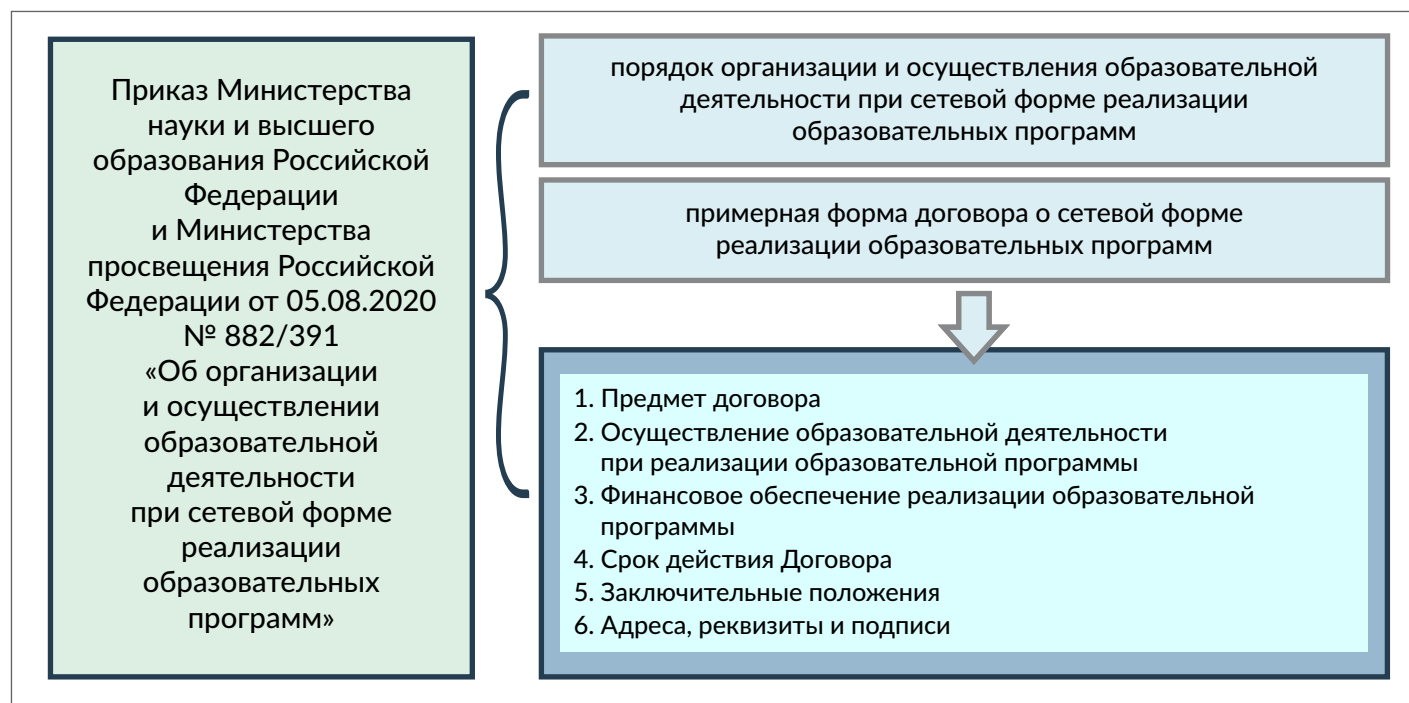 Приказ Министерства
науки и высшего
образования Российской
Федерации
и Министерства
просвещения Российской
Федерации от 05.08.2020
№ 882/391
«Об организации
и осуществлении
образовательной
деятельности
при сетевой форме
реализации
образовательных
программ»
порядок организации и осуществления образовательной
деятельности при сетевой форме реализации
образовательных программ
примерная форма договора о сетевой форме
реализации образовательных программ
1. Предмет договора
2. Осуществление образовательной деятельности
при реализации образовательной программы
3. Финансовое обеспечение реализации образовательной
программы
4. Срок действия Договора
5. Заключительные положения
6. Адреса, реквизиты и подписи